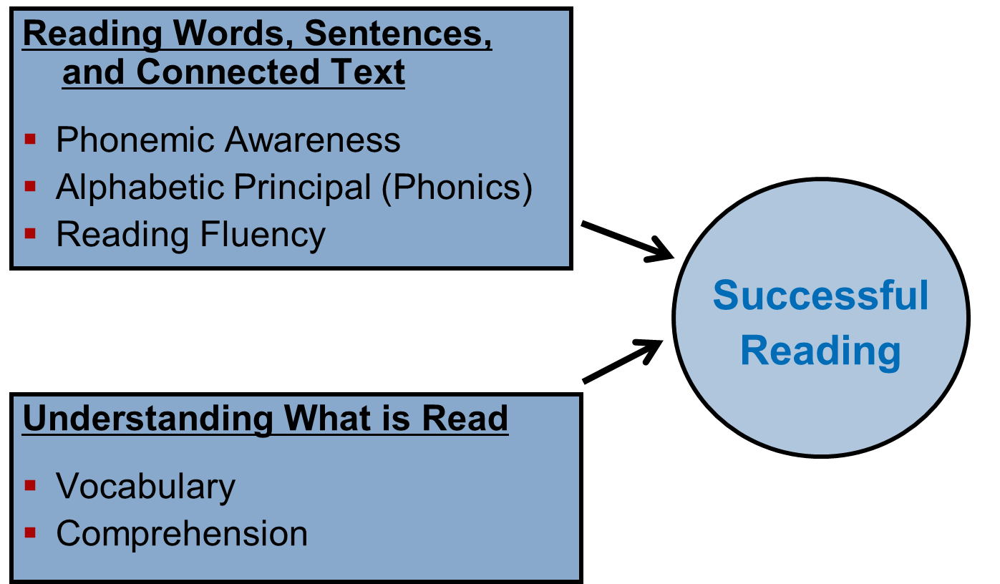 Reading Words, Sentences,
and Connected Text
Phonemic Awareness
Alphabetic Principal (Phonics)
Reading Fluency
Successful
Reading
Understanding What is Read
Vocabulary
Comprehension